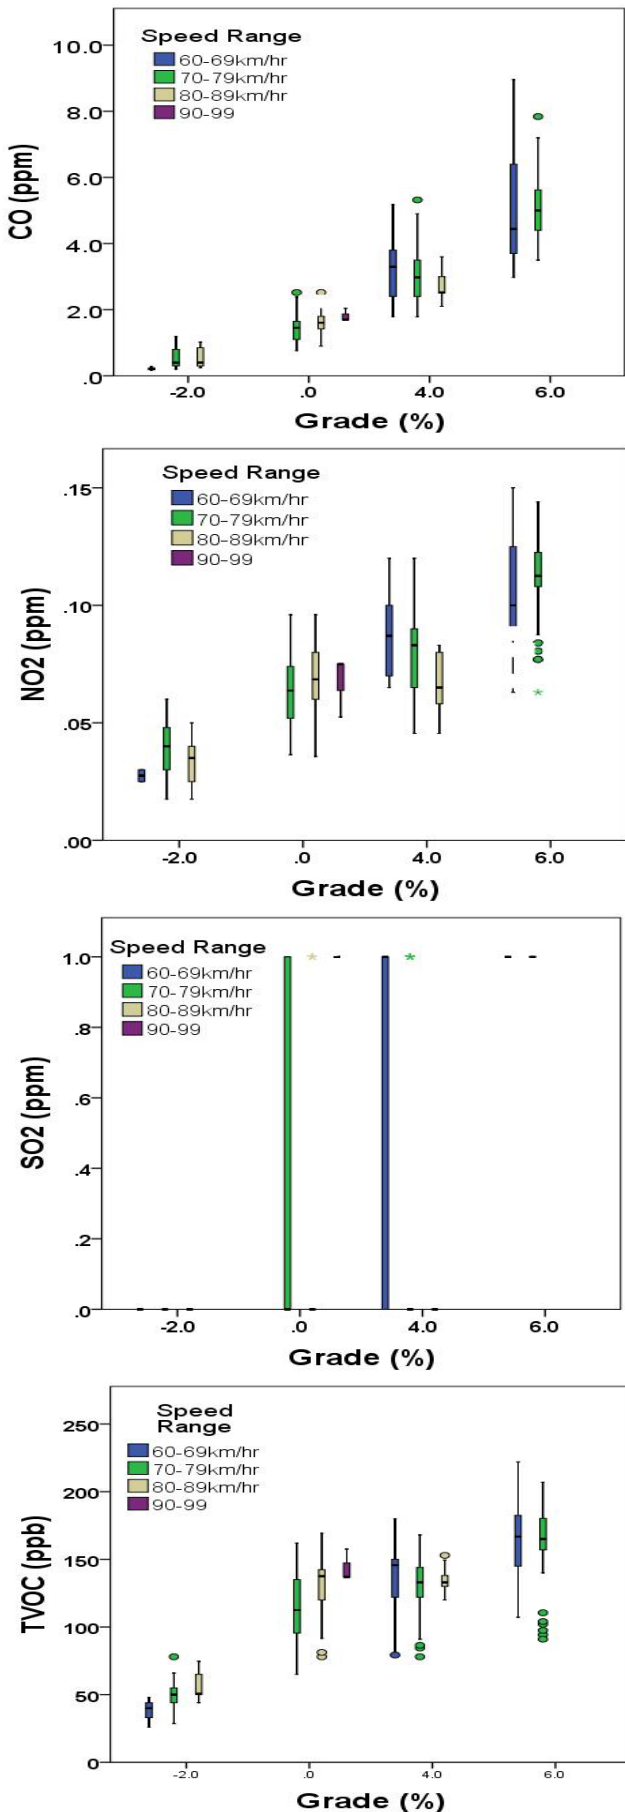 Speed Range
60-69km/hr
70-79km/hr
80-89km/hr
90-99
10.0
8.0
6.0
4.0
2.0
.0
CO (ppm)
-2.0 .0 4.0 6.0
Grade (%)
Speed Range
60-69km/hr
70-79km/hr
80-89km/hr
90-99
.15
.10
.05
.00
NO2 (ppm)
-2.0 .0 4.0 6.0
Grade (%)
Speed Range
60-69km/hr
70-79km/hr
80-89km/hr
90-99
1.0
.8
.6
.4
.2
.0
SO2 (ppm)
-2.0 .0 4.0 6.0
Grade (%)
Speed
Range
60-69km/hr
70-79km/hr
80-89km/hr
90-99
250
200
150
100
50
0
TVOC (ppb)
-2.0 .0 4.0 6.0
Grade (%)